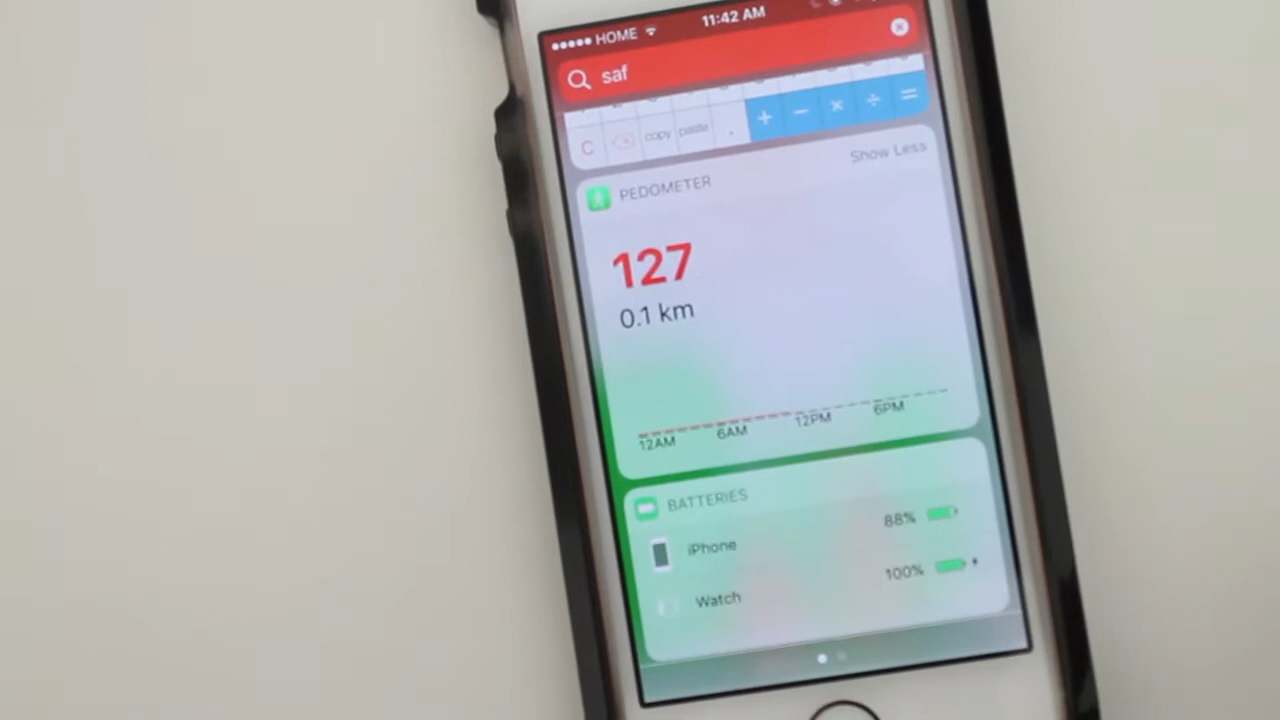 HOME 11:42 AM
saf
C copy paste . + − × ÷ =
Show Less
PEDOMETER
127
0.1 km
12AM 6AM 12PM 6PM
BATTERIES
iPhone 88%
Watch 100%